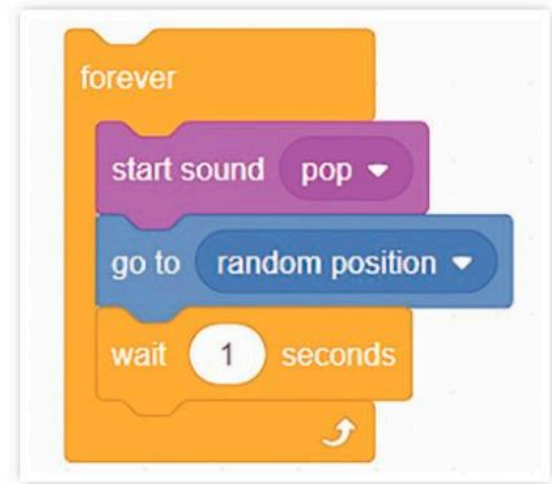 forever
start sound pop
go to random position
wait 1 seconds